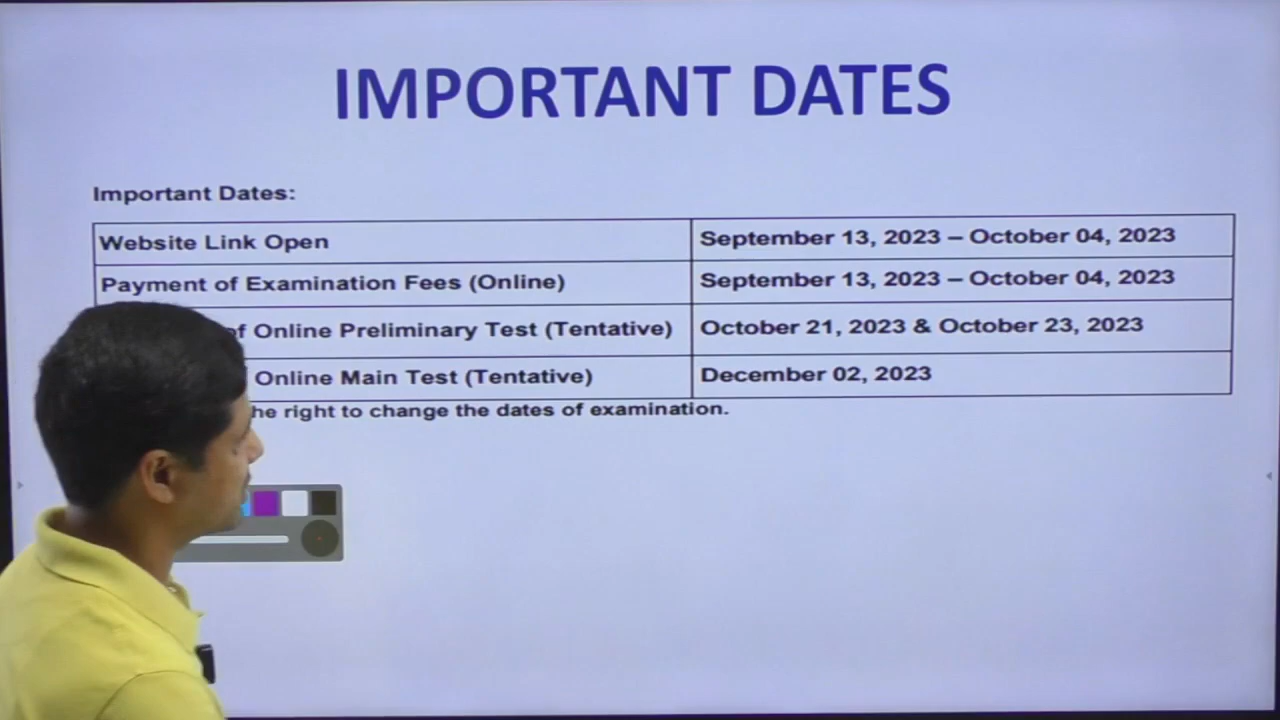 IMPORTANT DATES
Important Dates:
Website Link Open September 13, 2023 – October 04, 2023
Payment of Examination Fees (Online) September 13, 2023 – October 04, 2023
of Online Preliminary Test (Tentative) October 21, 2023 & October 23, 2023
Online Main Test (Tentative) December 02, 2023
the right to change the dates of examination.